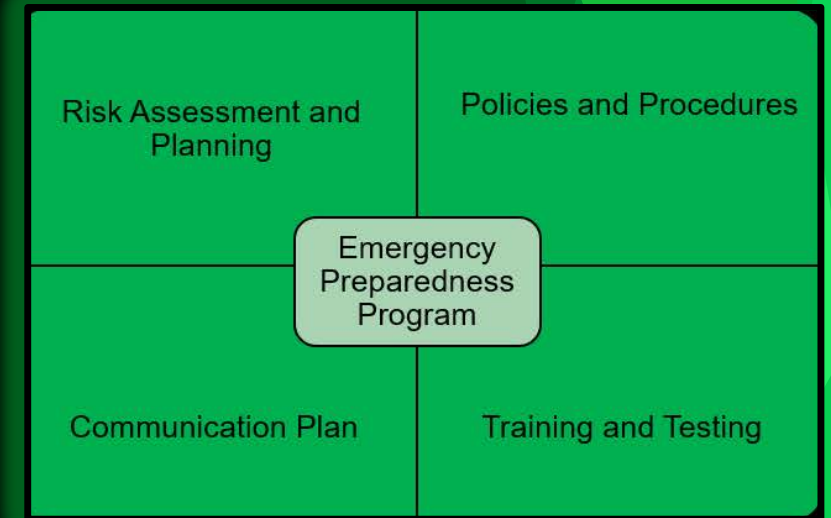 Risk Assessment and
Planning
Policies and Procedures
Emergency
Preparedness
Program
Communication Plan
Training and Testing